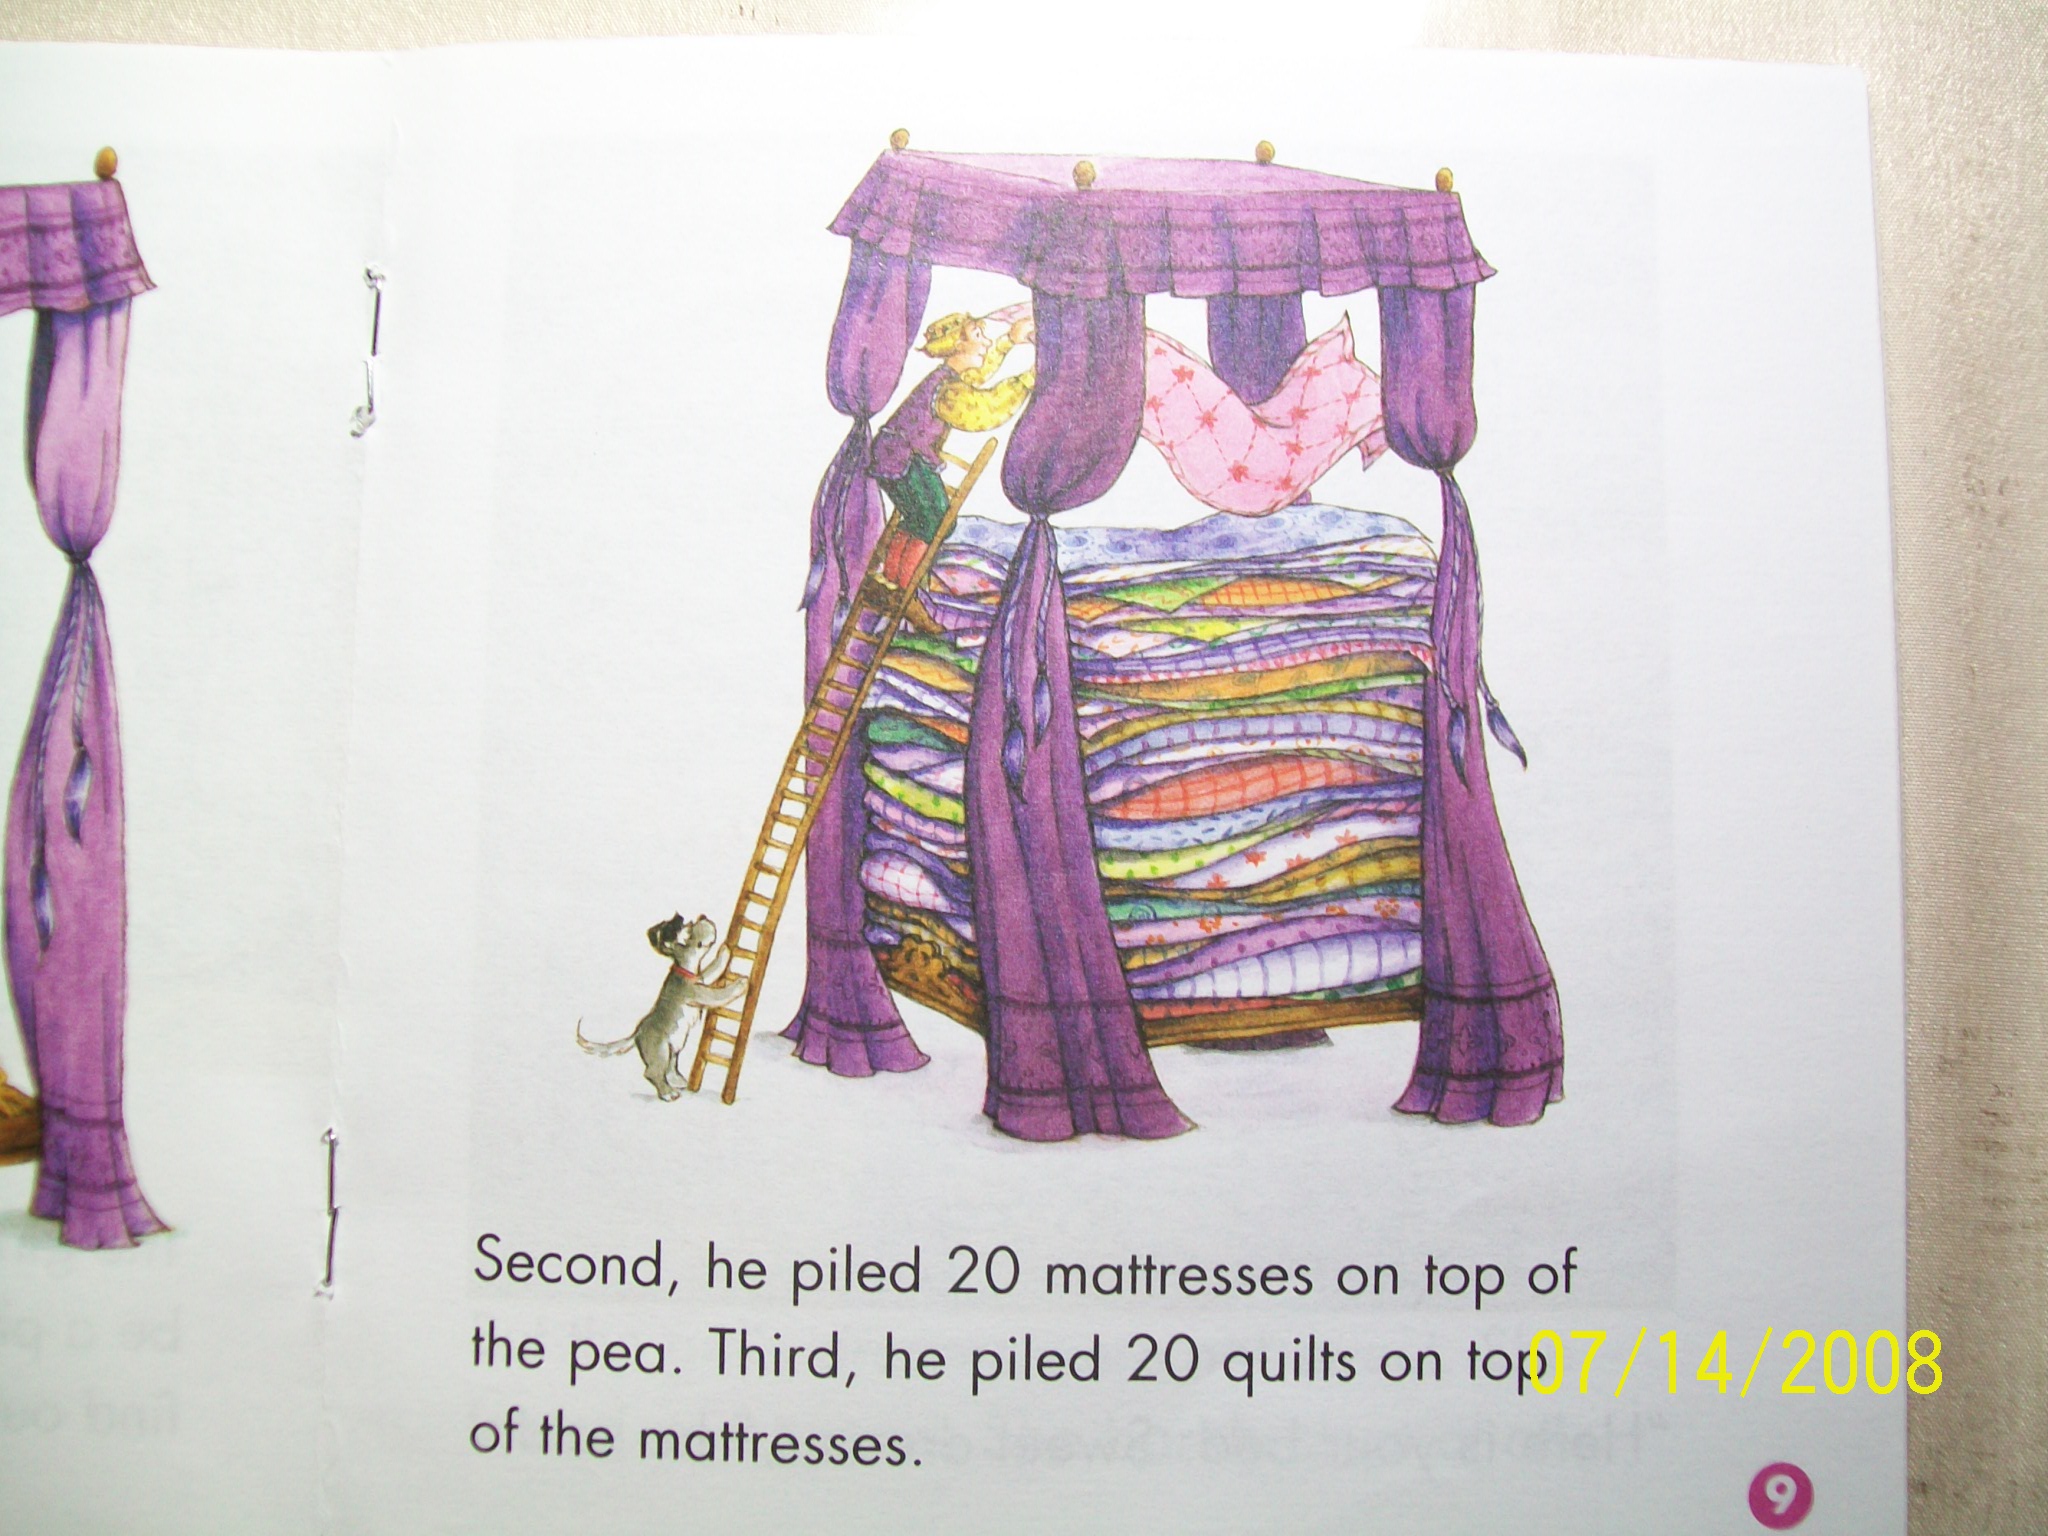 Second, he piled 20 mattresses on top of
the pea. Third, he piled 20 quilts on top
of the mattresses.
07/14/2008
9